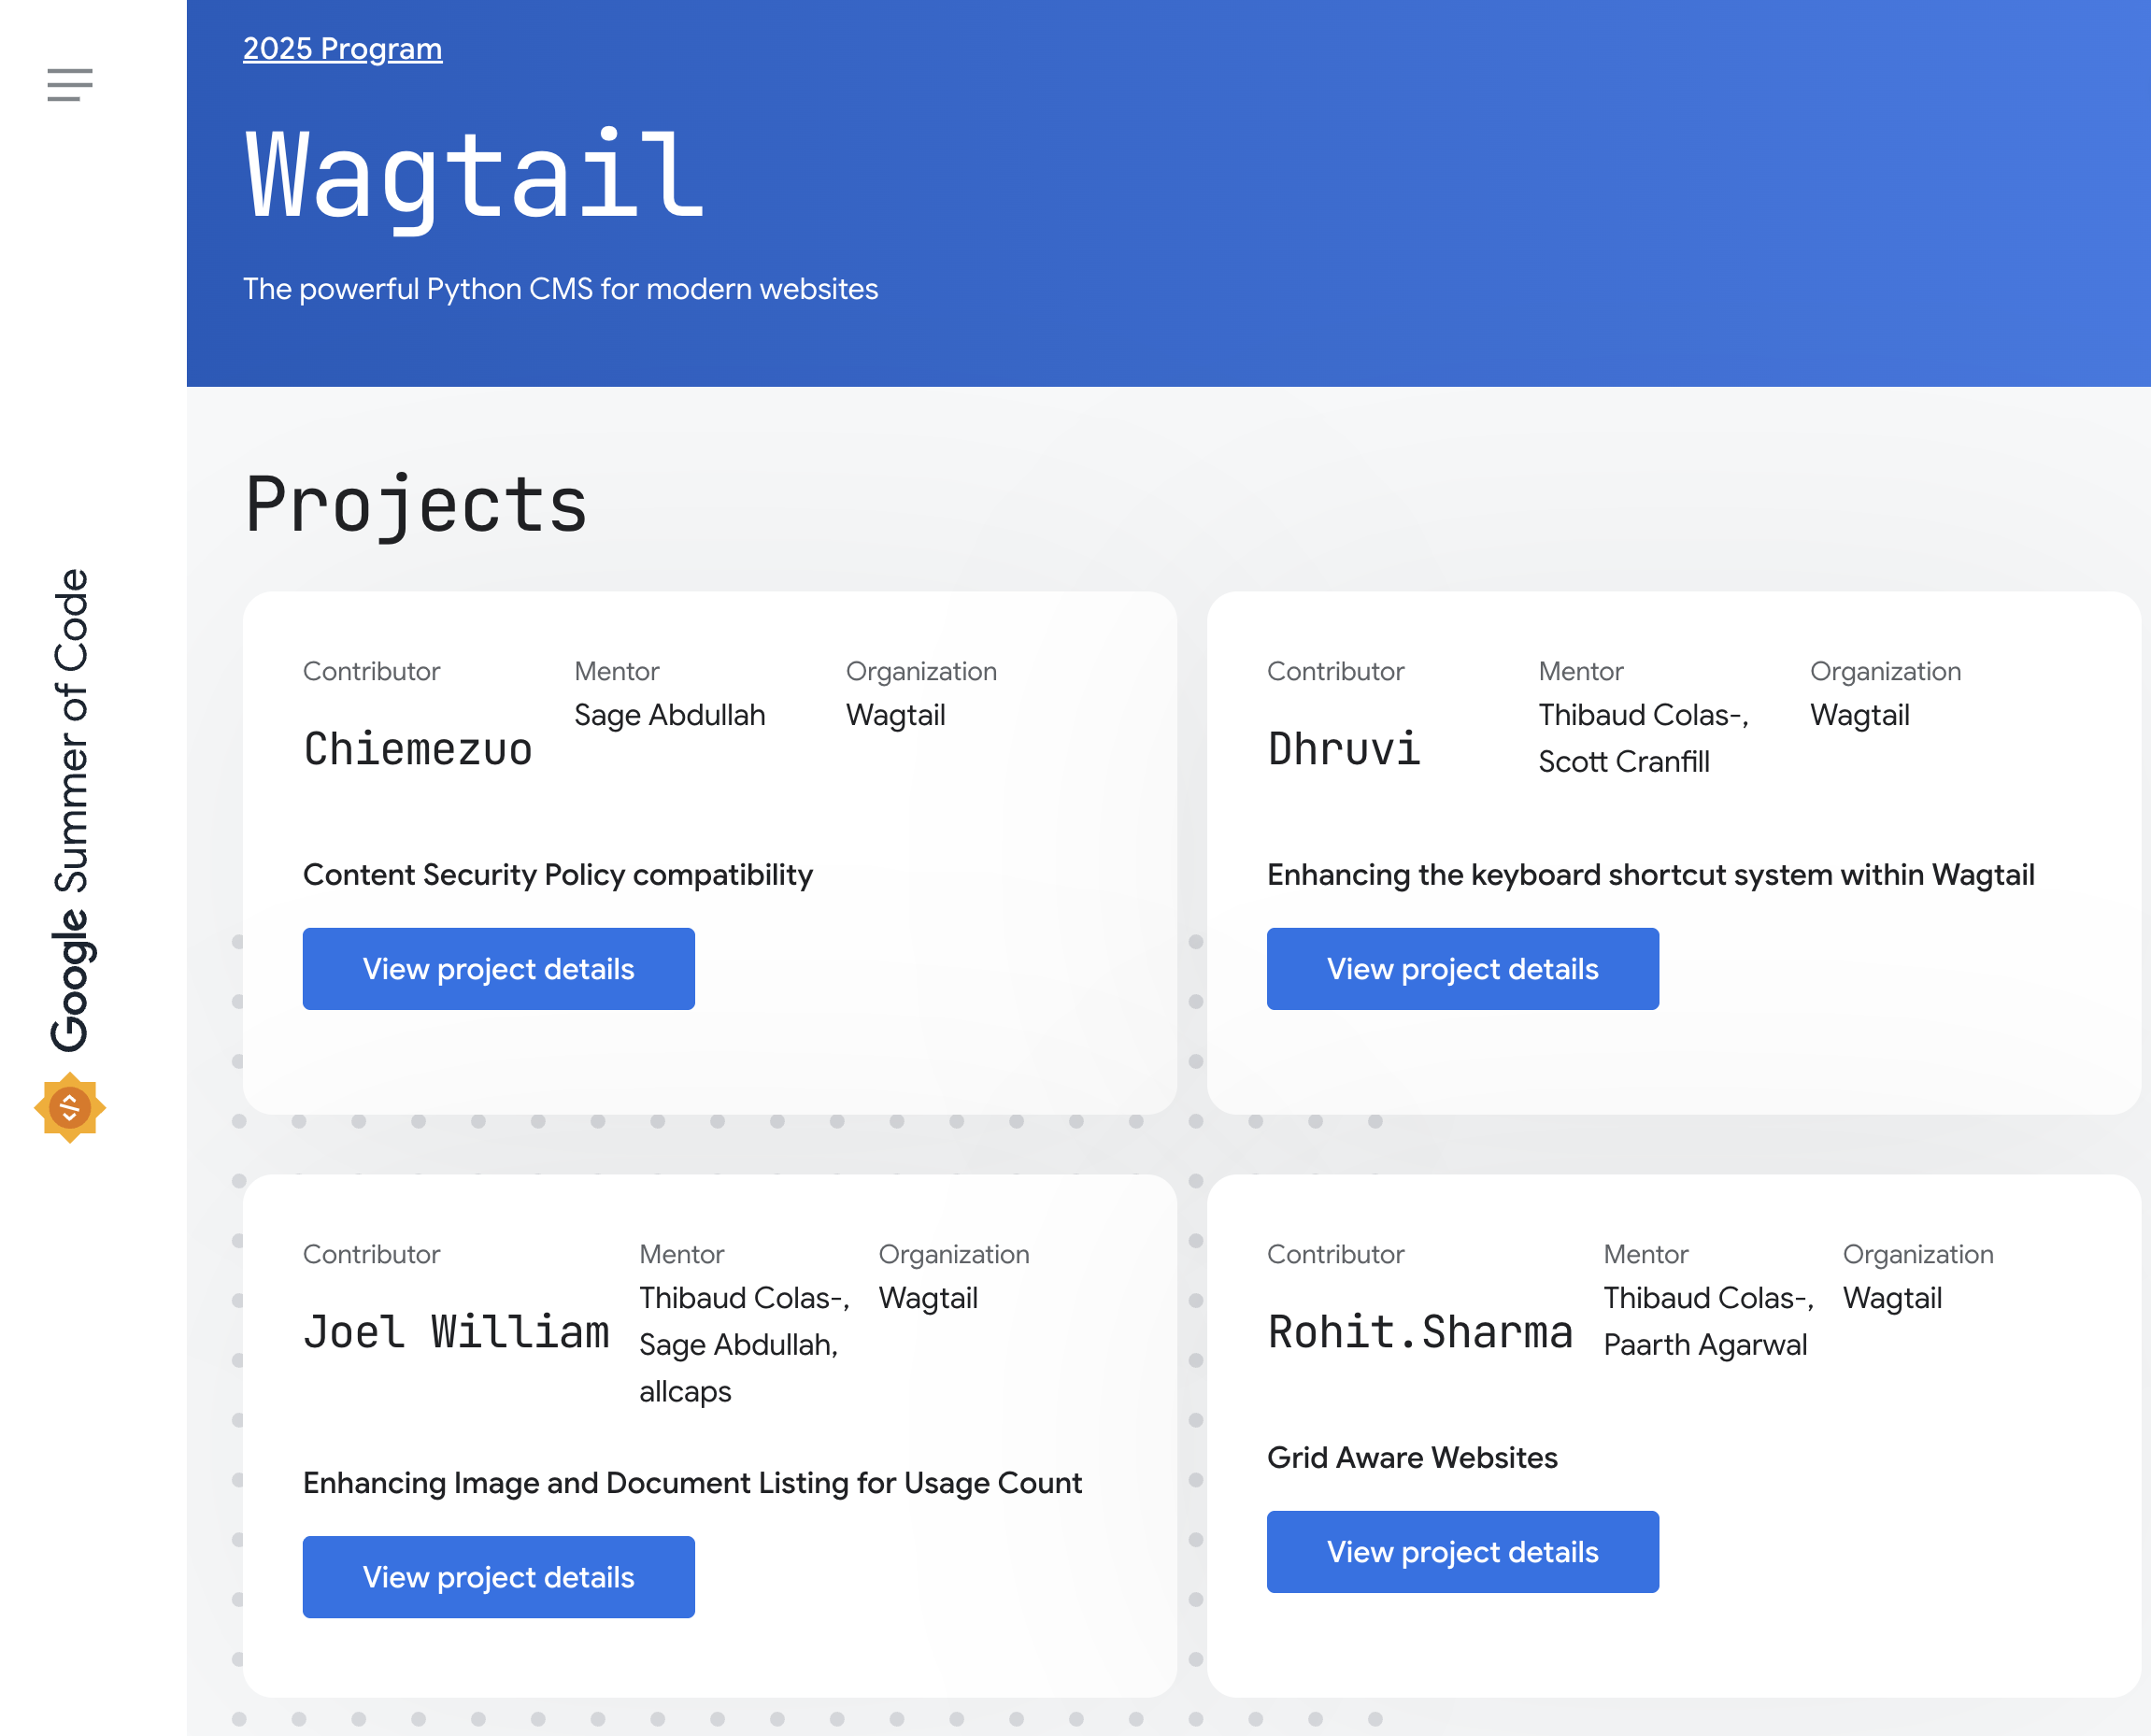 2025 Program
Wagtail
The powerful Python CMS for modern websites
Google Summer of Code
Projects
Contributor
Chiemezuo
Mentor
Sage Abdullah
Organization
Wagtail
Content Security Policy compatibility
View project details
Contributor
Dhruvi
Mentor
Thibaud Colas-,
Scott Cranfill
Organization
Wagtail
Enhancing the keyboard shortcut system within Wagtail
View project details
Contributor
Joel William
Mentor
Thibaud Colas-,
Sage Abdullah,
allcaps
Organization
Wagtail
Enhancing Image and Document Listing for Usage Count
View project details
Contributor
Rohit.Sharma
Mentor
Thibaud Colas-,
Paarth Agarwal
Organization
Wagtail
Grid Aware Websites
View project details